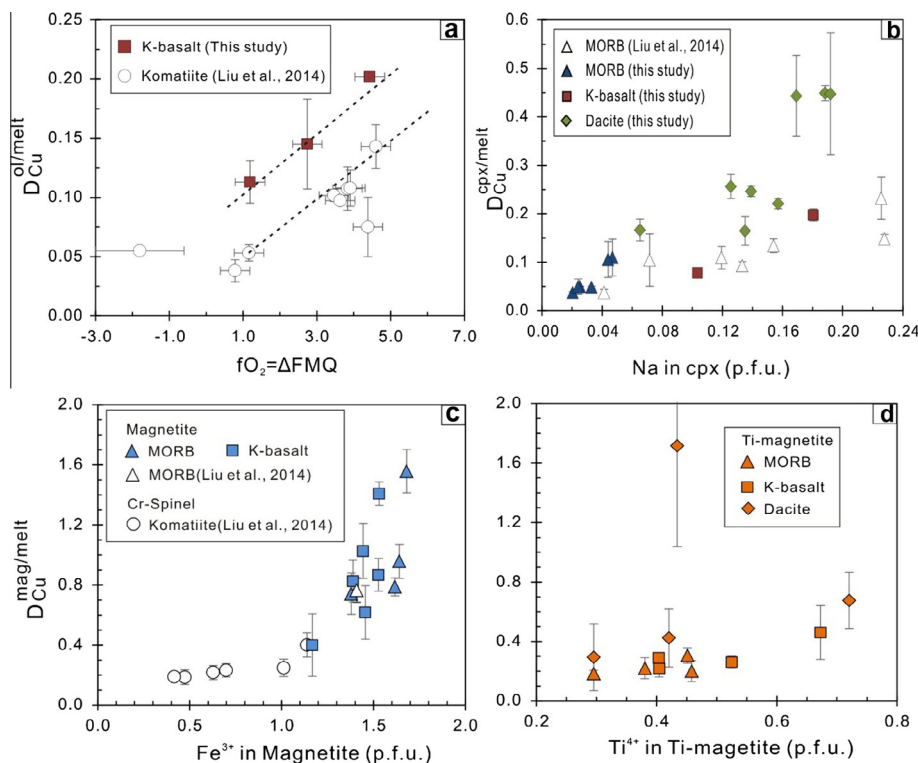 a
K-basalt (This study)
Komatiite (Liu et al., 2014)
D Cu ol/melt
0.25
0.20
0.15
0.10
0.05
0.00
-3.0 -1.0 1.0 3.0 5.0 7.0
fO₂=ΔFMQ
b
MORB (Liu et al., 2014)
MORB (this study)
K-basalt (this study)
Dacite (this study)
D Cu cpx/melt
0.6
0.5
0.4
0.3
0.2
0.1
0.0
0.00 0.04 0.08 0.12 0.16 0.20 0.24
Na in cpx (p.f.u.)
c
Magnetite
MORB K-basalt
MORB(Liu et al., 2014)
Cr-Spinel
Komatiite(Liu et al., 2014)
D Cu mag/melt
2.0
1.6
1.2
0.8
0.4
0.0
0.0 0.5 1.0 1.5 2.0
Fe³⁺ in Magnetite (p.f.u.)
d
Ti-magnetite
MORB
K-basalt
Dacite
2.0
1.6
1.2
0.8
0.4
0.0
0.2 0.4 0.6 0.8
Ti⁴⁺ in Ti-magetite (p.f.u.)